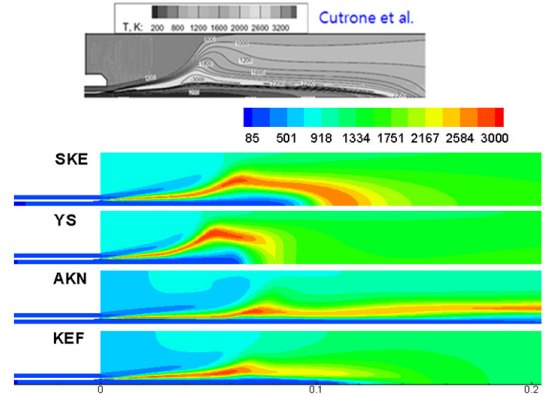 T, K: 200 800 1200 1600 2000 2600 3200
Cutrone et al.
85 501 918 1334 1751 2167 2584 3000
SKE
YS
AKN
KEF
0 0.1 0.2